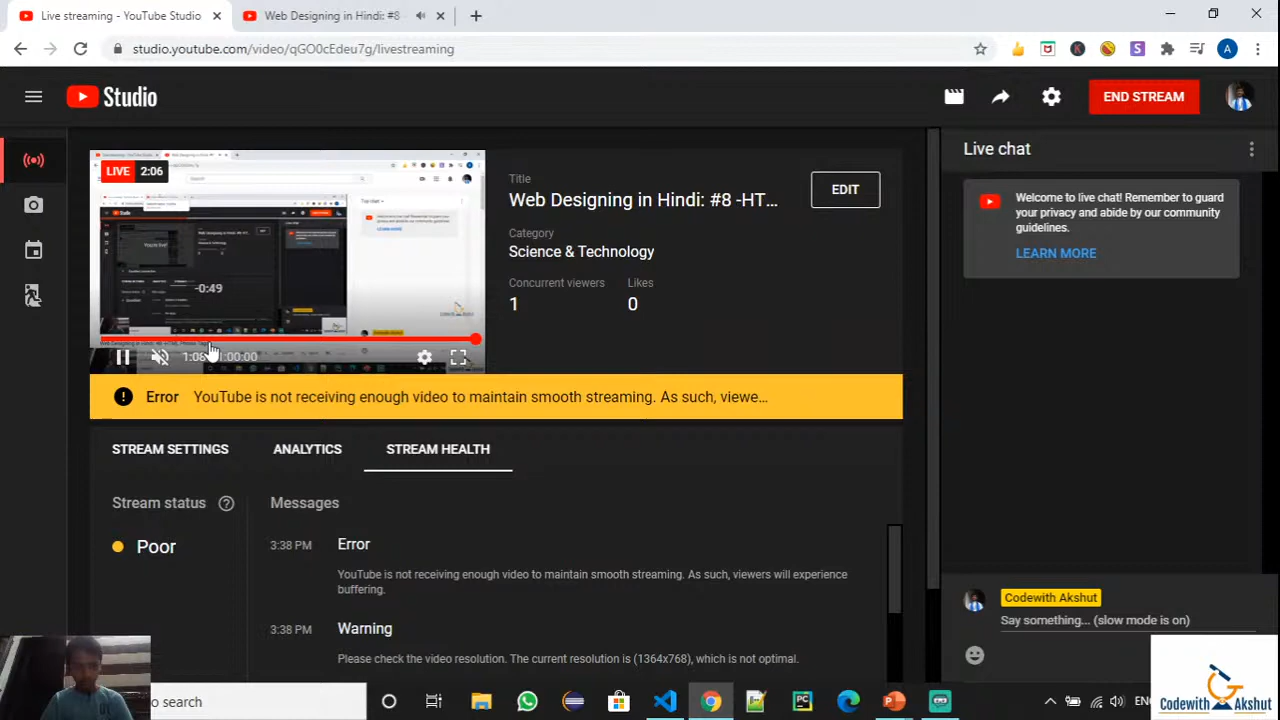 Live streaming - YouTube Studio
Web Designing in Hindi: #8 -
studio.youtube.com/video/qGO0cEdeu7g/livestreaming
S
K
A
Studio
END STREAM
LIVE 2:06
-0:49
1:00:00
Title
Web Designing in Hindi: #8 -HT...
EDIT
Category
Science & Technology
Concurrent viewers
Likes
1
0
Live chat
Welcome to live chat! Remember to guard
your privacy and abide by our community
guidelines.
LEARN MORE
Error YouTube is not receiving enough video to maintain smooth streaming. As such, viewe...
STREAM SETTINGS
ANALYTICS
STREAM HEALTH
Stream status
Poor
Messages
3:38 PM Error
YouTube is not receiving enough video to maintain smooth streaming. As such, viewers will experience
buffering.
3:38 PM Warning
Please check the video resolution. The current resolution is (1364x768), which is not optimal.
Codewith Akshut
Say something... (slow mode is on)
Codewith Akshut
o search
PC